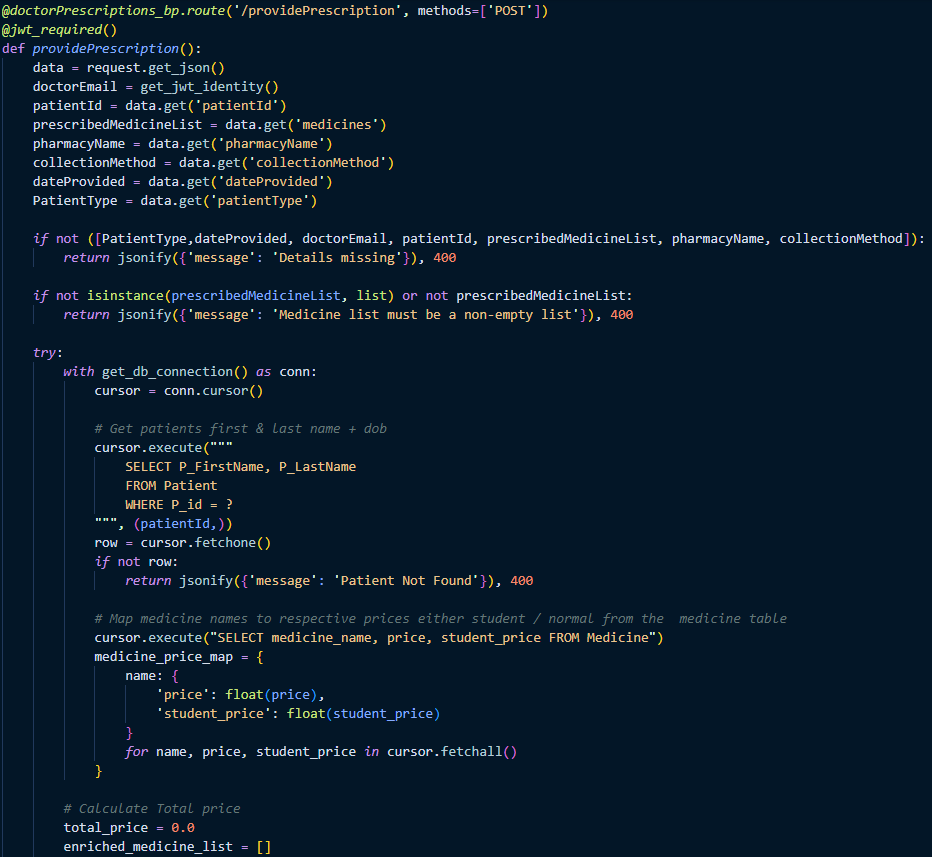 @doctorPrescriptions_bp.route('/providePrescription', methods=['POST'])
@jwt_required()
def providePrescription():
    data = request.get_json()
    doctorEmail = get_jwt_identity()
    patientId = data.get('patientId')
    prescribedMedicineList = data.get('medicines')
    pharmacyName = data.get('pharmacyName')
    collectionMethod = data.get('collectionMethod')
    dateProvided = data.get('dateProvided')
    PatientType = data.get('patientType')

    if not ([PatientType,dateProvided, doctorEmail, patientId, prescribedMedicineList, pharmacyName, collectionMethod]):
        return jsonify({'message': 'Details missing'}), 400

    if not isinstance(prescribedMedicineList, list) or not prescribedMedicineList:
        return jsonify({'message': 'Medicine list must be a non-empty list'}), 400

    try:
        with get_db_connection() as conn:
            cursor = conn.cursor()

            # Get patients first & last name + dob
            cursor.execute("""
                SELECT P_FirstName, P_LastName
                FROM Patient
                WHERE P_id = ?
            """, (patientId,))
            row = cursor.fetchone()
            if not row:
                return jsonify({'message': 'Patient Not Found'}), 400

            # Map medicine names to respective prices either student / normal from the  medicine table
            cursor.execute("SELECT medicine_name, price, student_price FROM Medicine")
            medicine_price_map = {
                name: {
                    'price': float(price),
                    'student_price': float(student_price)
                }
                for name, price, student_price in cursor.fetchall()
            }

        # Calculate Total price
        total_price = 0.0
        enriched_medicine_list = []